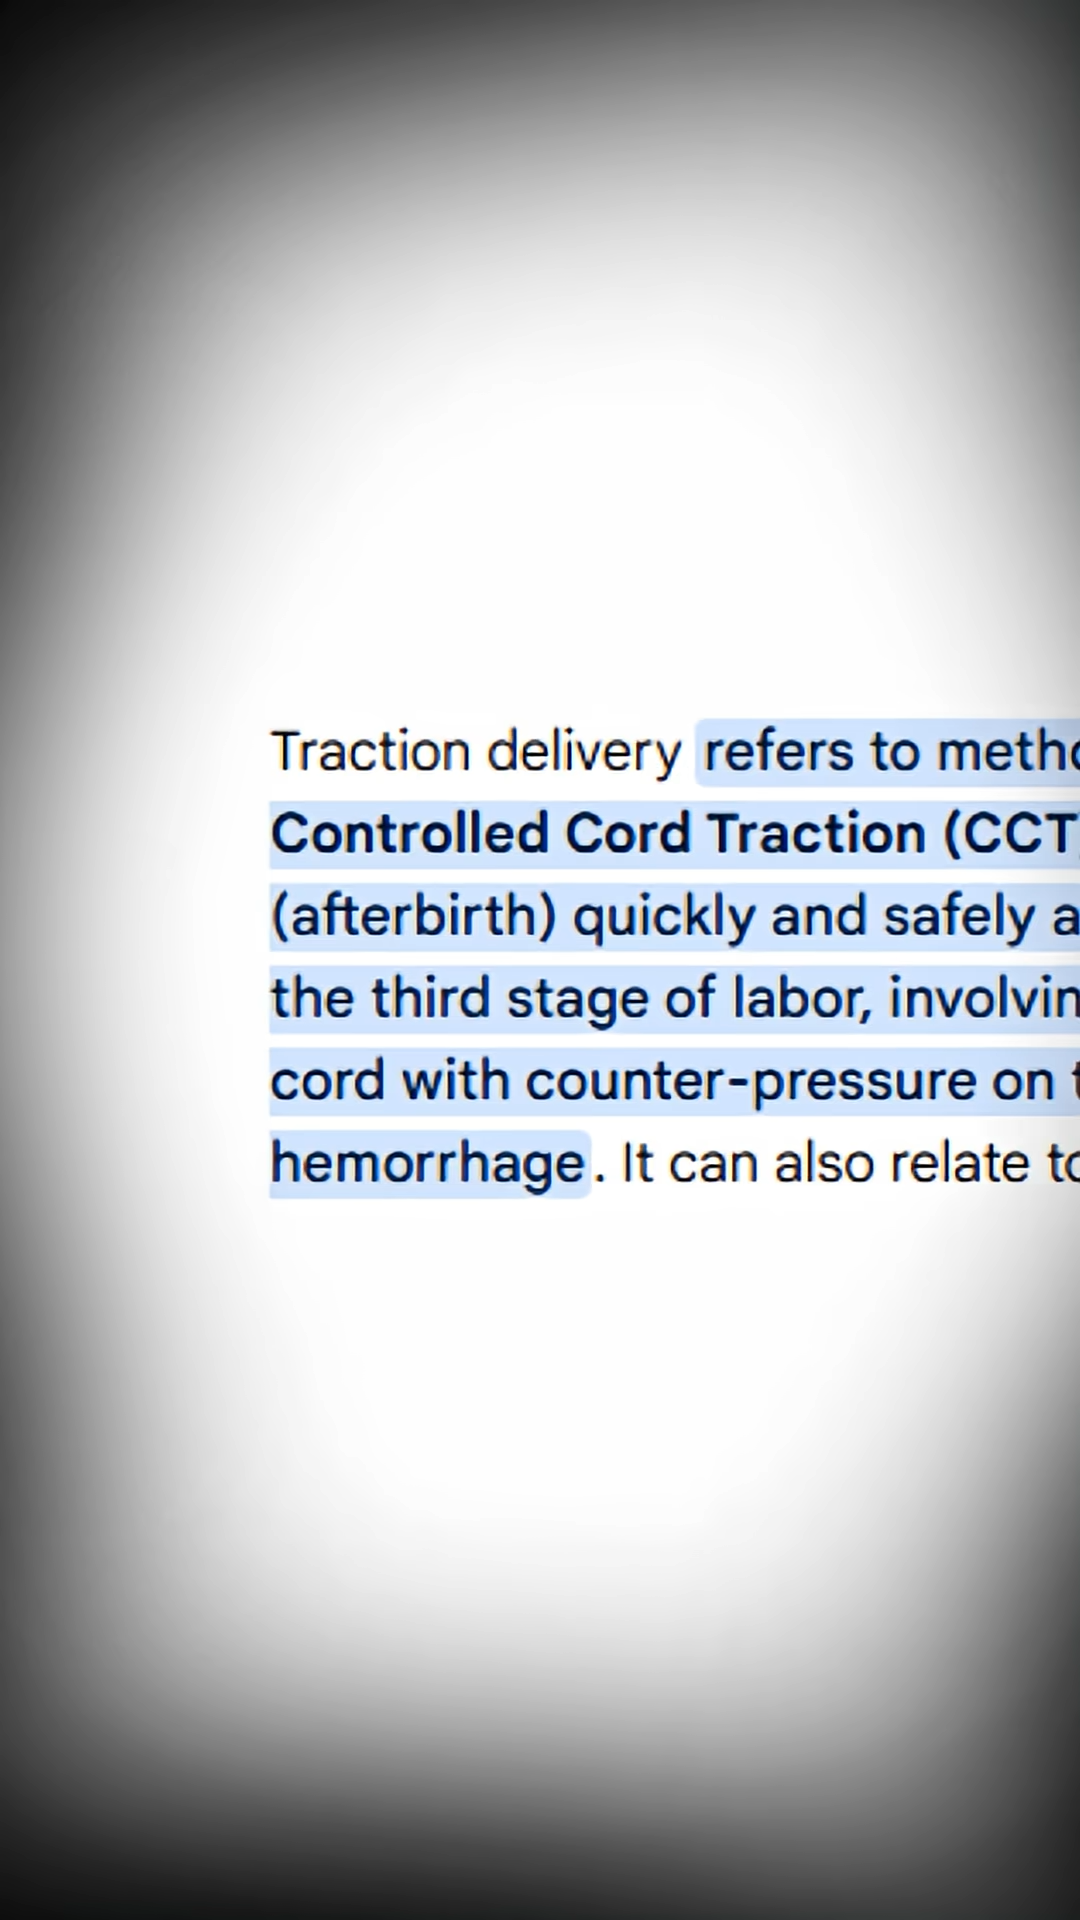 Traction delivery refers to
Controlled Cord Traction (CCT
(afterbirth) quickly and safely
the third stage of labor,
cord with counter-pressure on
hemorrhage. It can also relate